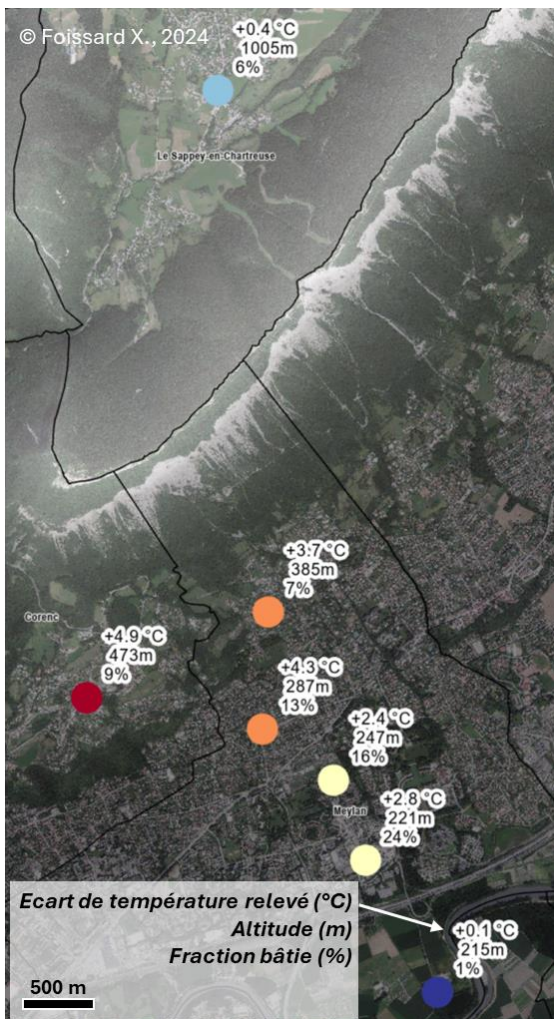 © Foissard X., 2024
+0.4 °C
1005m
6%
Le Sappey-en-Chartreuse
+3.7 °C
385m
7%
Corenc
+4.9 °C
473m
9%
+4.3 °C
287m
13%
+2.4 °C
247m
16%
Meylan
+2.8 °C
221m
24%
Ecart de température relevé (°C)
Altitude (m)
Fraction bâtie (%)
+0.1 °C
215m
1%
500 m